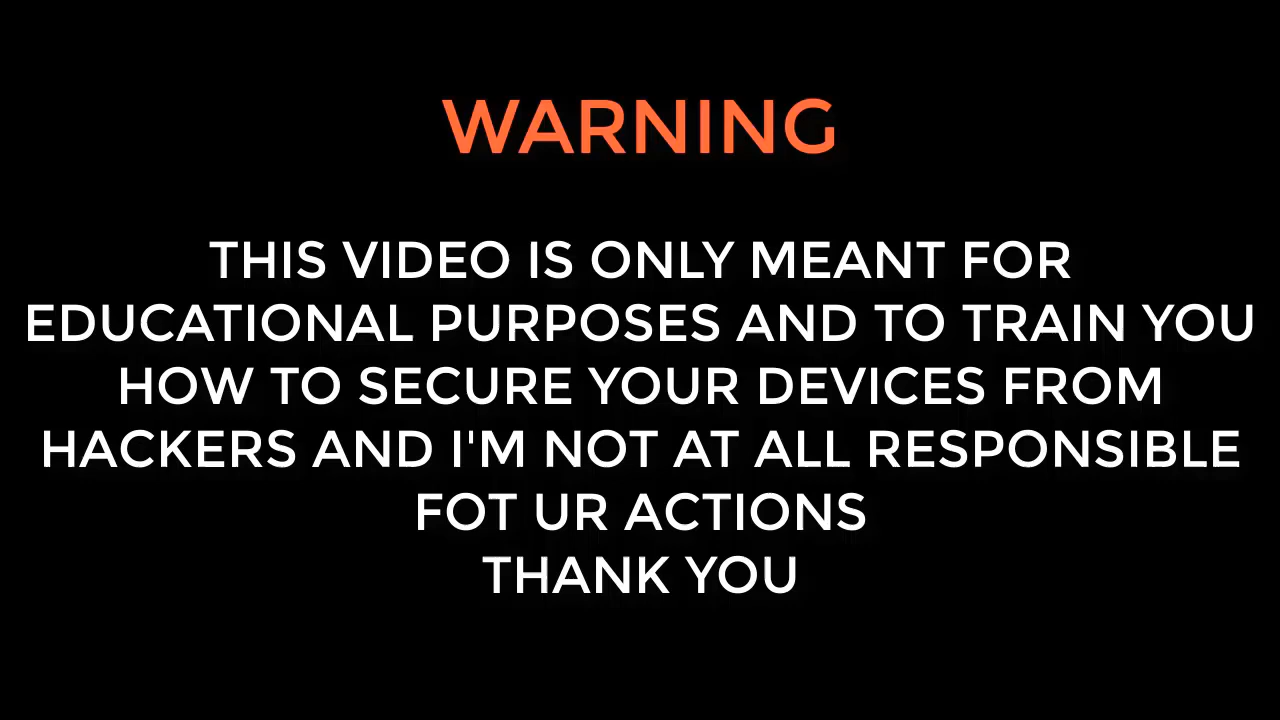 WARNING
THIS VIDEO IS ONLY MEANT FOR
EDUCATIONAL PURPOSES AND TO TRAIN YOU
HOW TO SECURE YOUR DEVICES FROM
HACKERS AND I'M NOT AT ALL RESPONSIBLE
FOT UR ACTIONS
THANK YOU